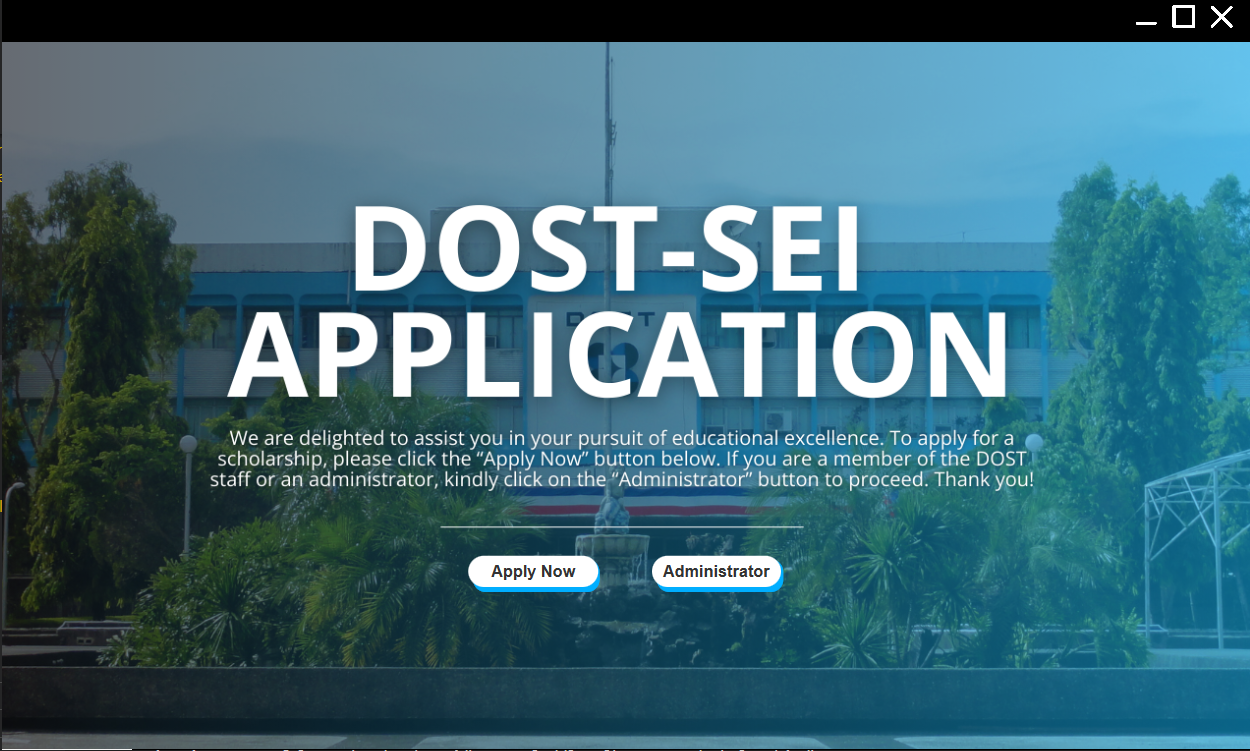 DOST-SEI
APPLICATION
We are delighted to assist you in your pursuit of educational excellence. To apply for a
scholarship, please click the “Apply Now” button below. If you are a member of the DOST
staff or an administrator, kindly click on the “Administrator” button to proceed. Thank you!
Apply Now
Administrator